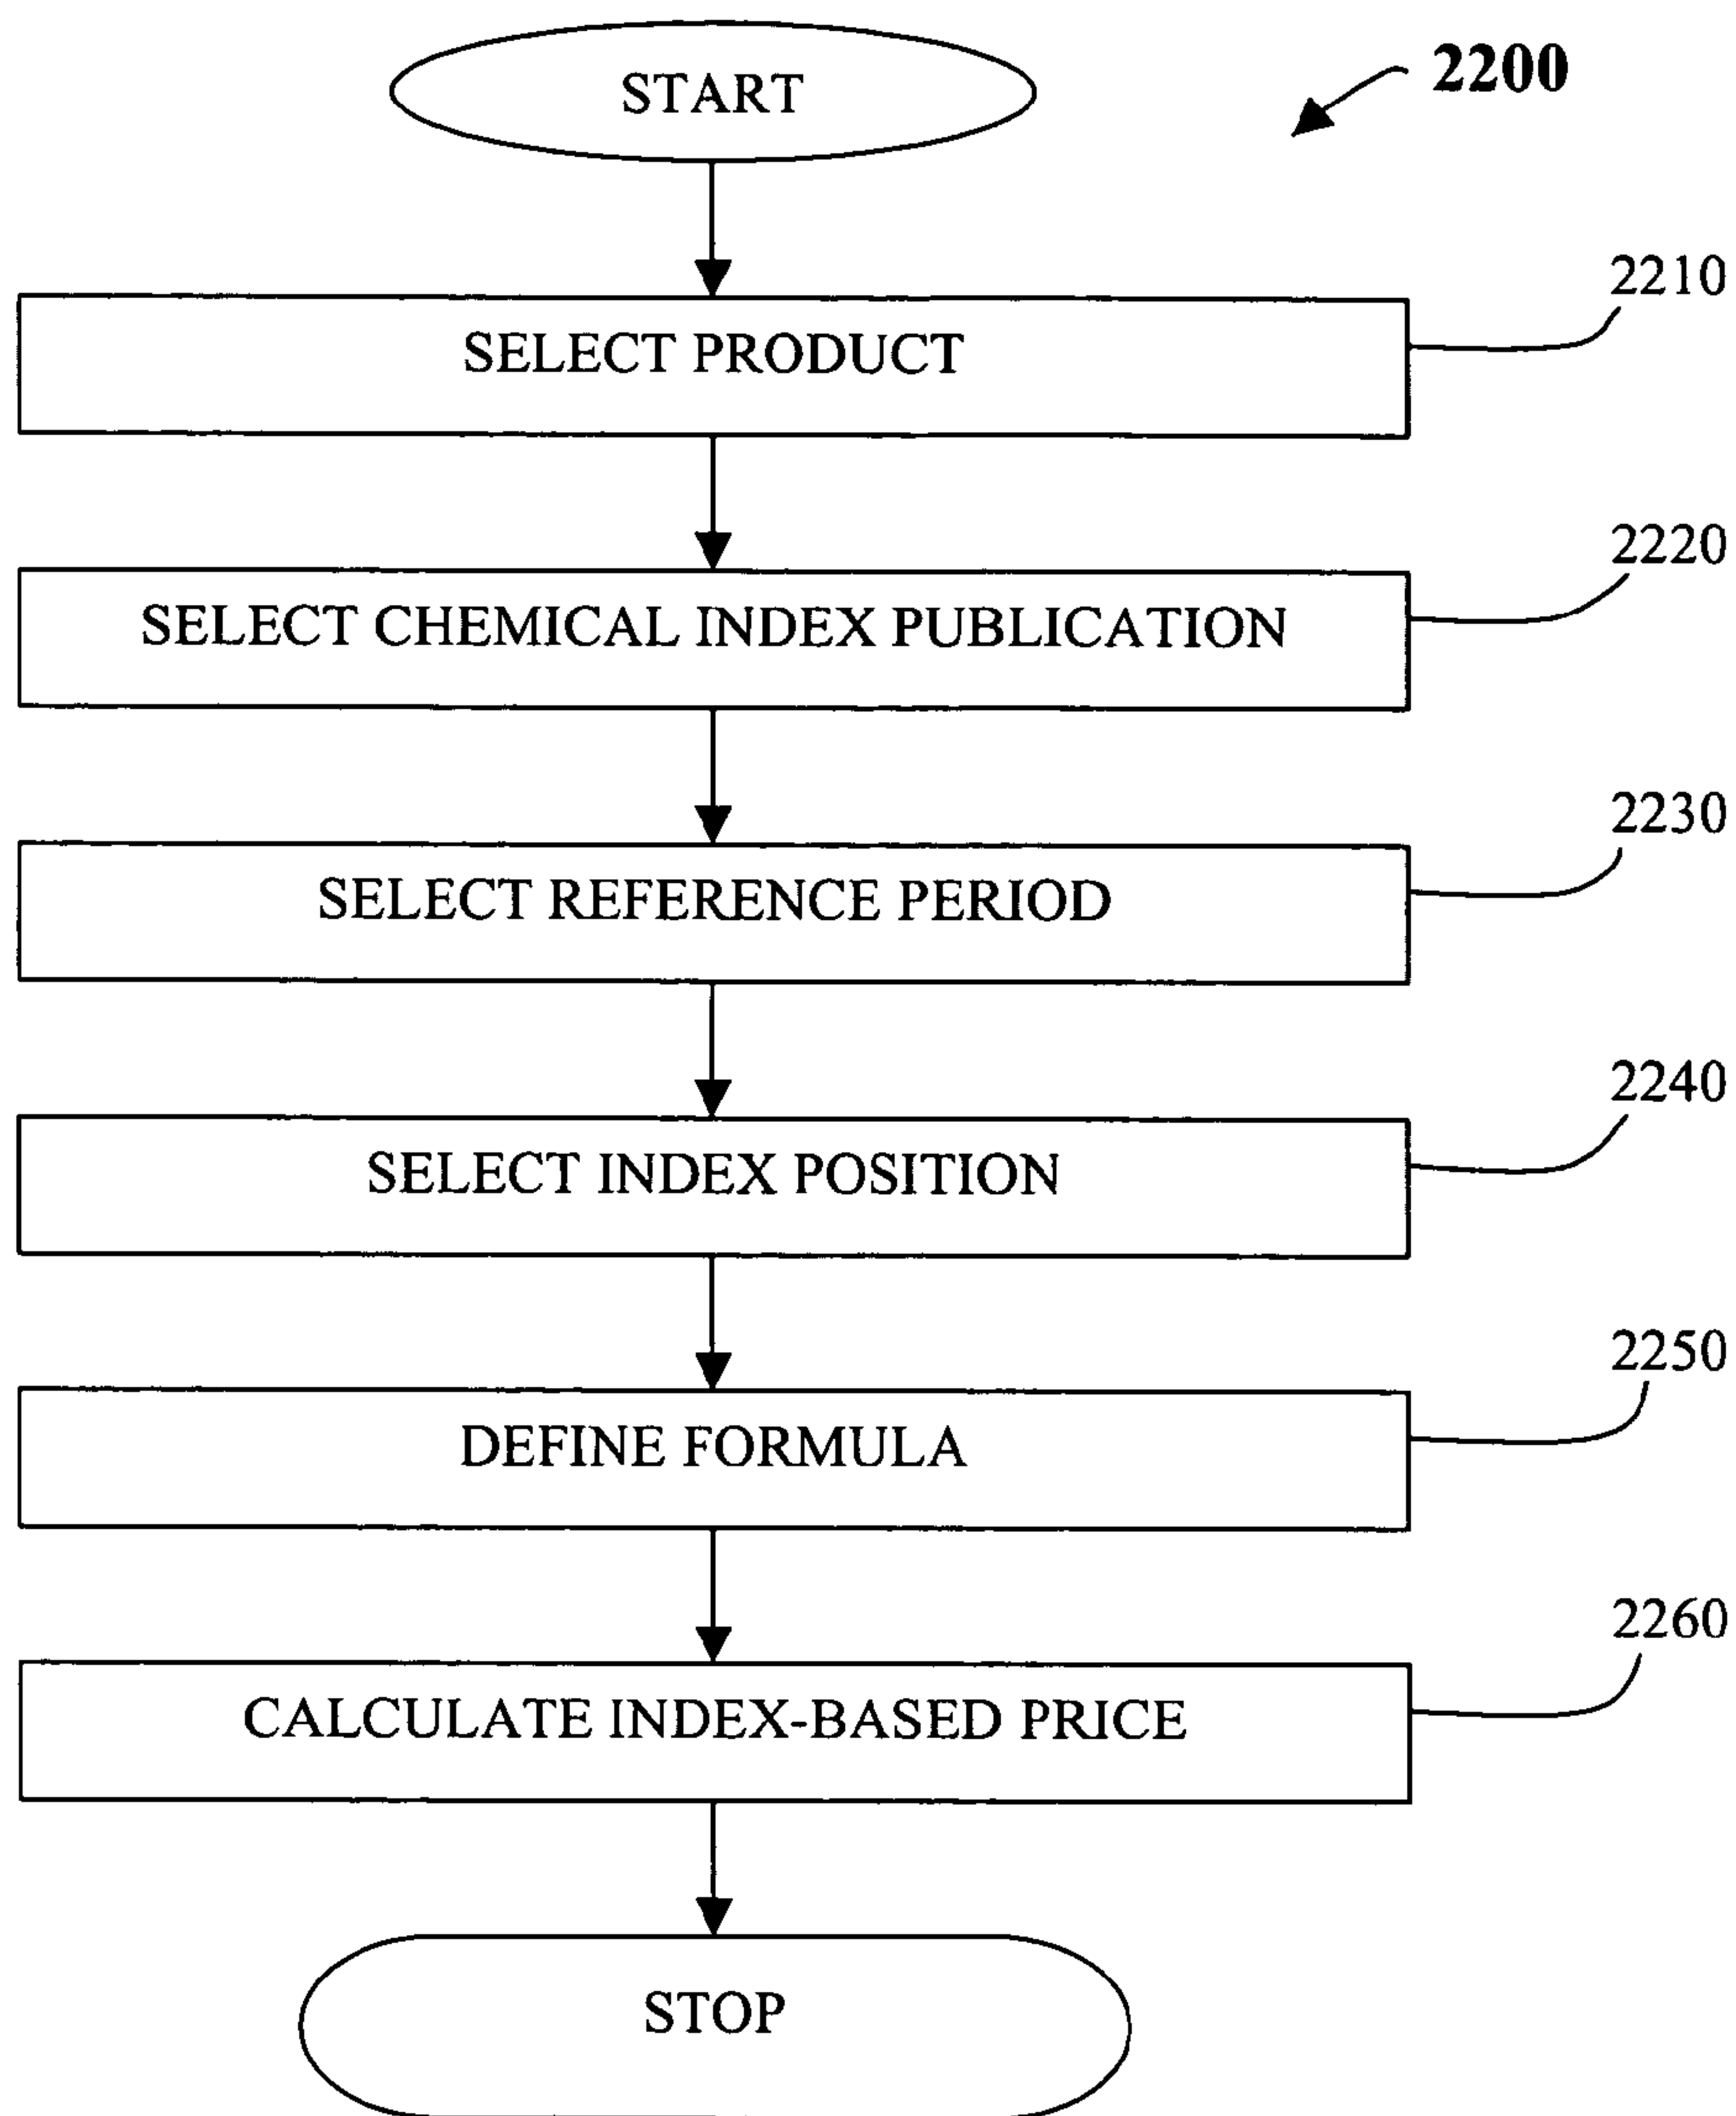 START
2200
2210
SELECT PRODUCT
2220
SELECT CHEMICAL INDEX PUBLICATION
2230
SELECT REFERENCE PERIOD
2240
SELECT INDEX POSITION
2250
DEFINE FORMULA
2260
CALCULATE INDEX-BASED PRICE
STOP